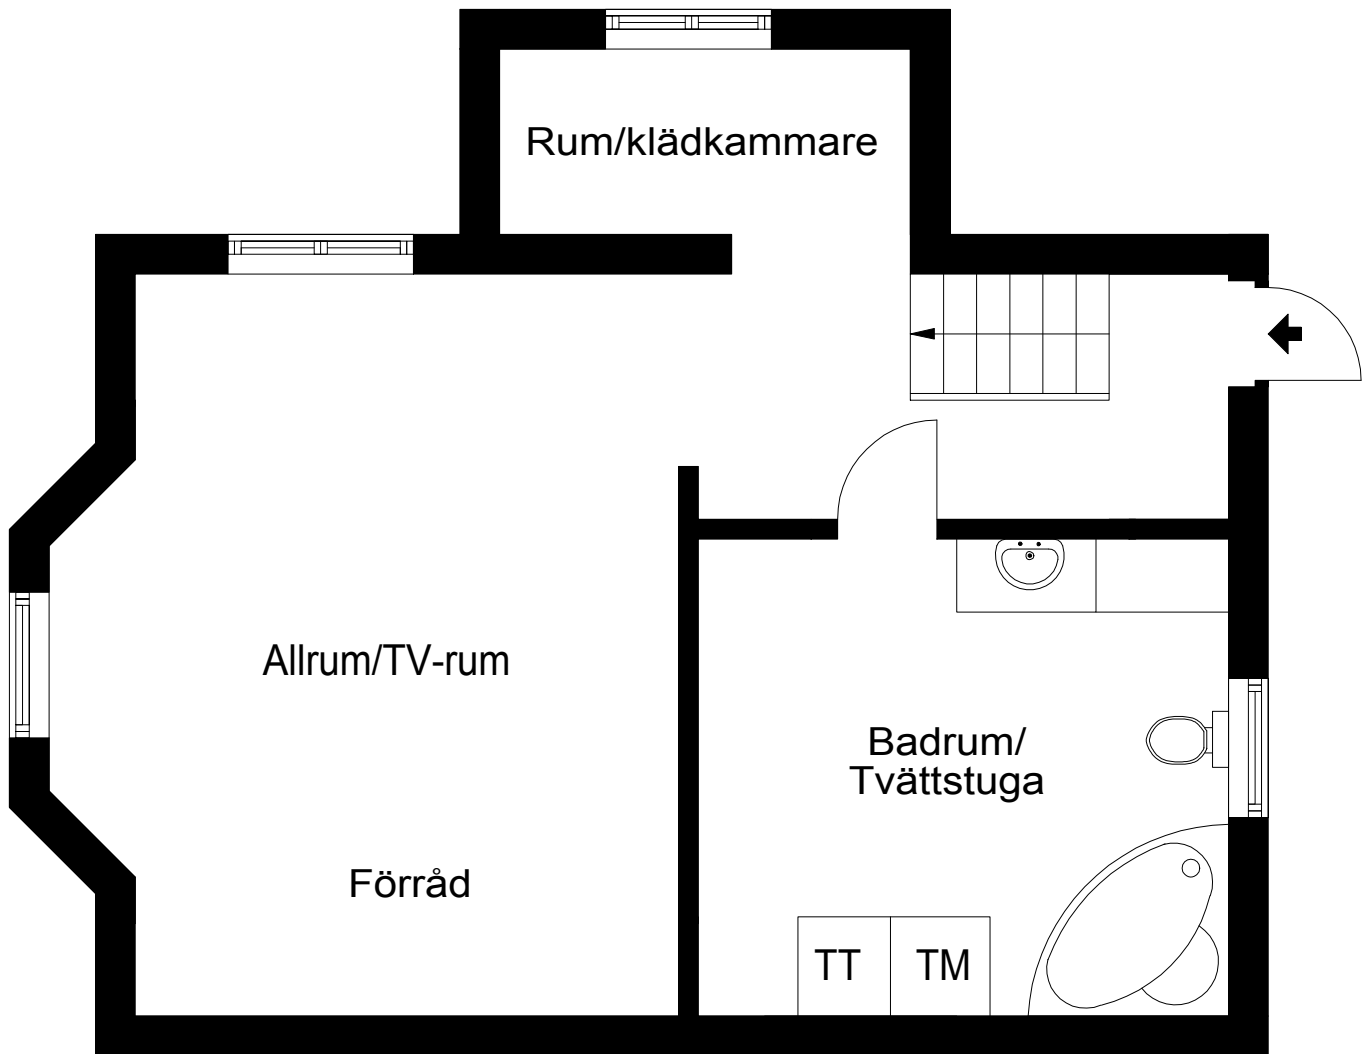 Rum/klädkammare
Allrum/TV-rum
Badrum/
Tvättstuga
Förråd
TT
TM